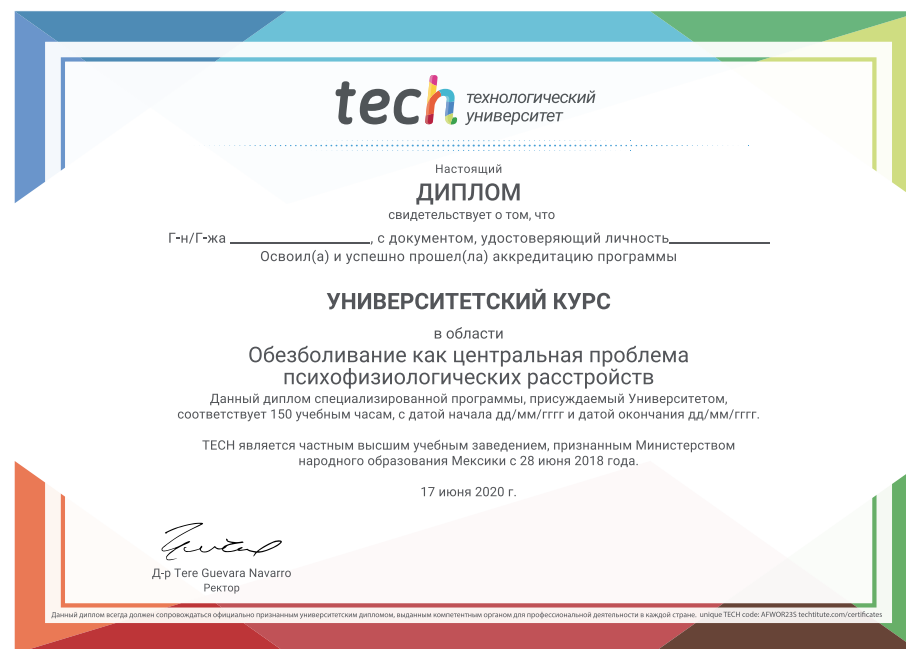 tech технологический
университет
Настоящий
ДИПЛОМ
свидетельствует о том, что
Г-н/Г-жа ____________________, с документом, удостоверяющий личность_______________
Освоил(а) и успешно прошел(ла) аккредитацию программы
УНИВЕРСИТЕТСКИЙ КУРС
в области
Обезболивание как центральная проблема
психофизиологических расстройств
Данный диплом специализированной программы, присуждаемый Университетом,
соответствует 150 учебным часам, с датой начала дд/мм/гггг и датой окончания дд/мм/гггг.
TECH является частным высшим учебным заведением, признанным Министерством
народного образования Мексики с 28 июня 2018 года.
17 июня 2020 г.
Д-р Tere Guevara Navarro
Ректор
Данный диплом всегда должен сопровождаться официально признанным университетским дипломом, выданным компетентным органом для профессиональной деятельности в каждой стране. unique TECH code: AFWOR23S techtitute.com/certificates